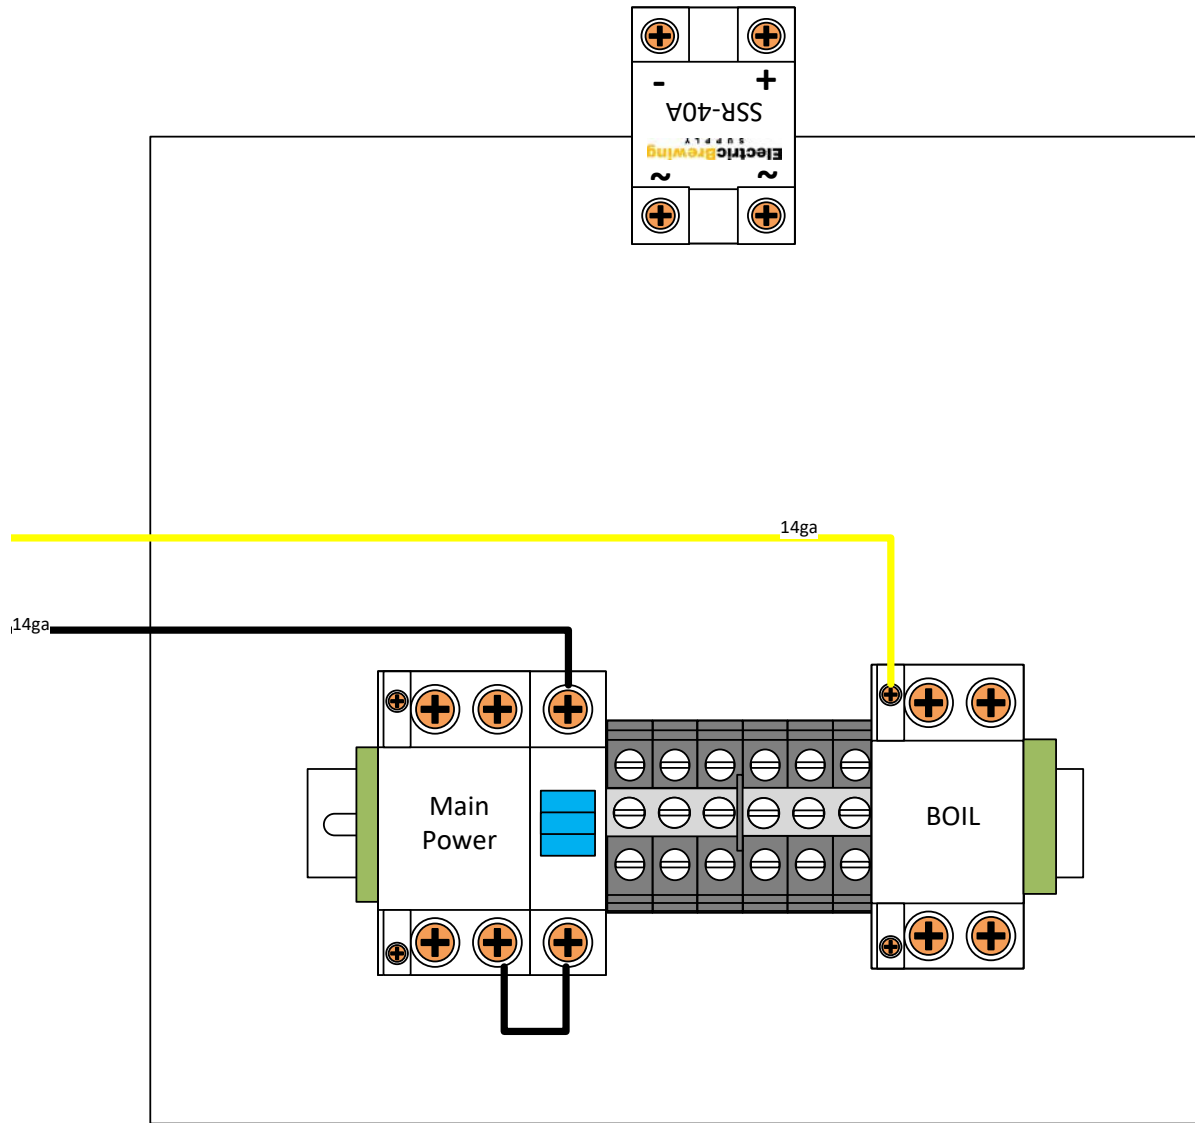 - +
SSR-40A
SUPPLY
ElectricBrewing
~ ~
14ga
14ga
Main
Power
BOIL